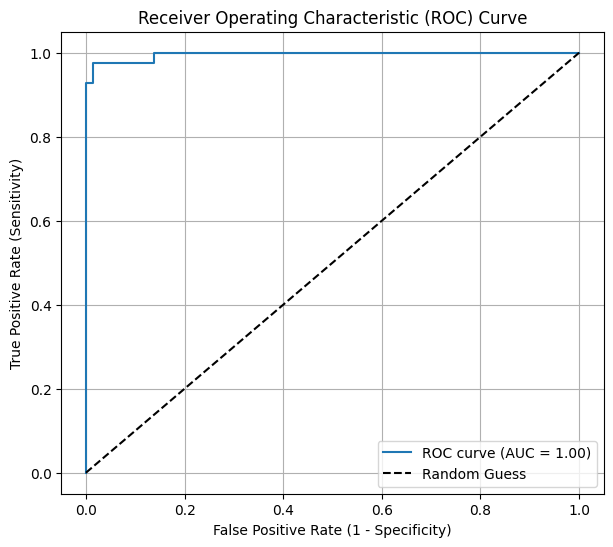 Receiver Operating Characteristic (ROC) Curve
True Positive Rate (Sensitivity)
1.0
0.8
0.6
0.4
0.2
0.0
0.0 0.2 0.4 0.6 0.8 1.0
False Positive Rate (1 - Specificity)
ROC curve (AUC = 1.00)
Random Guess